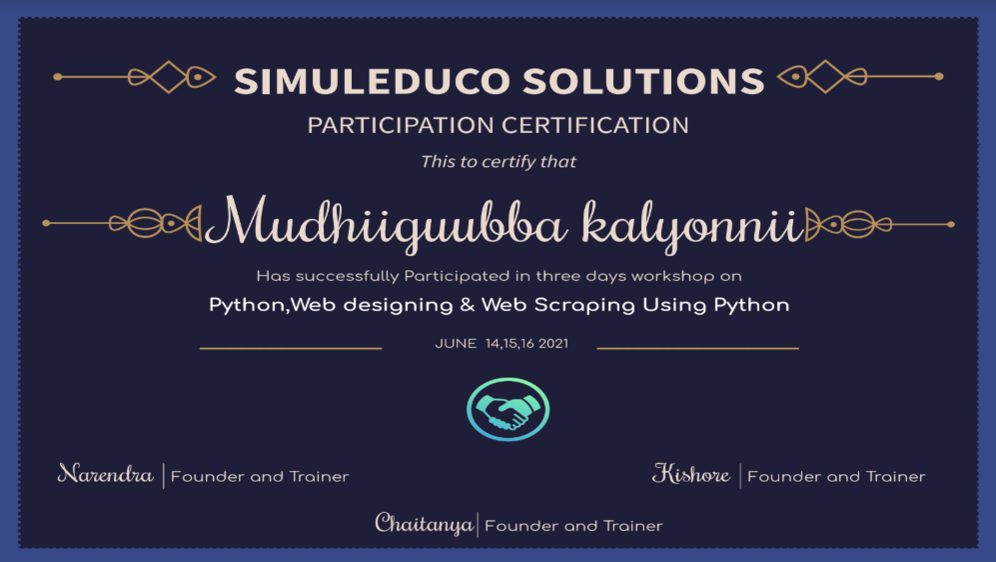 SIMULEDUCO SOLUTIONS
PARTICIPATION CERTIFICATION
This to certify that
Mudhiiguubba kalyonnii
Has successfully Participated in three days workshop on
Python,Web designing & Web Scraping Using Python
JUNE 14,15,16 2021
Narendra | Founder and Trainer
Kishore | Founder and Trainer
Chaitanya | Founder and Trainer